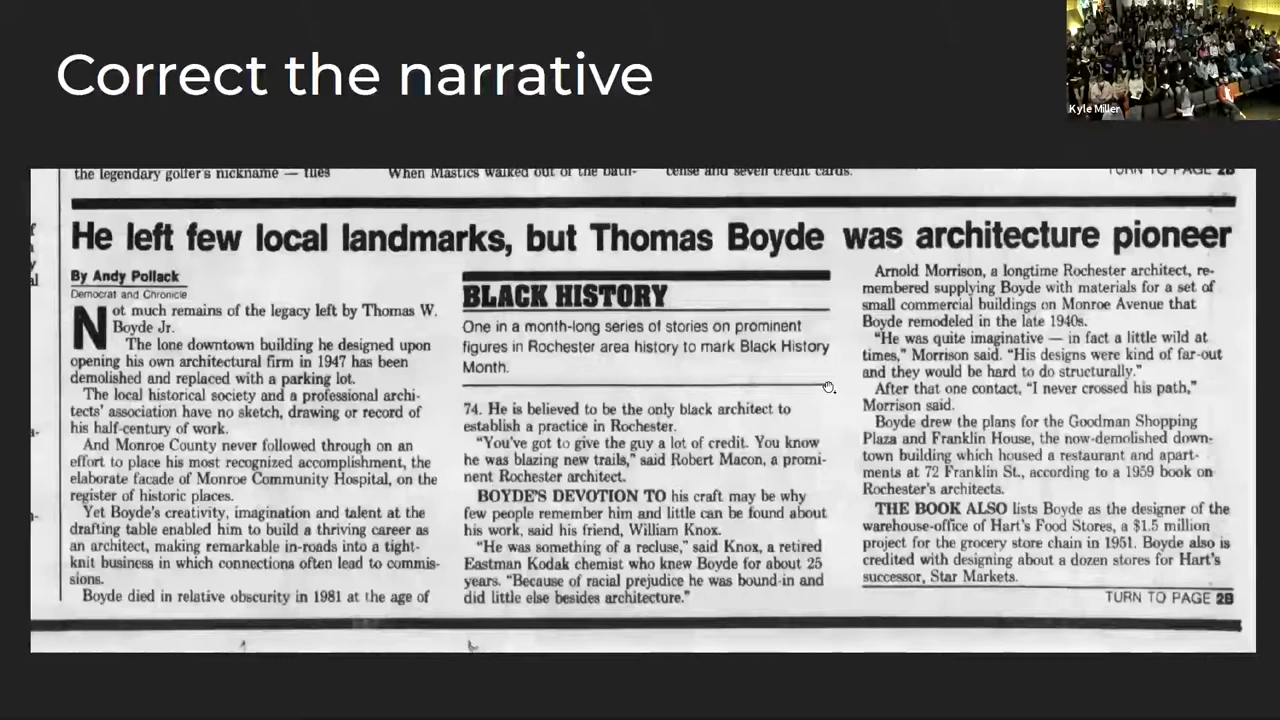 Correct the narrative
Kyle Miller
the legendary golfer's nickname — flies
When Mastics walked out of the bath-
cense and seven credit cards.
TURN TO PAGE 2B
He left few local landmarks, but Thomas Boyde was architecture pioneer
By Andy Pollack
Democrat and Chronicle
Not much remains of the legacy left by Thomas W.
Boyde Jr.
The lone downtown building he designed upon
opening his own architectural firm in 1947 has been
demolished and replaced with a parking lot.
The local historical society and a professional archi-
tects' association have no sketch, drawing or record of
his half-century of work.
And Monroe County never followed through on an
effort to place his most recognized accomplishment, the
elaborate facade of Monroe Community Hospital, on the
register of historic places.
Yet Boyde's creativity, imagination and talent at the
drafting table enabled him to build a thriving career as
an architect, making remarkable in-roads into a tight-
knit business in which connections often lead to commis-
sions.
Boyde died in relative obscurity in 1981 at the age of
BLACK HISTORY
One in a month-long series of stories on prominent
figures in Rochester area history to mark Black History
Month.
74. He is believed to be the only black architect to
establish a practice in Rochester.
"You've got to give the guy a lot of credit. You know
he was blazing new trails," said Robert Macon, a promi-
nent Rochester architect.
BOYDE'S DEVOTION TO his craft may be why
few people remember him and little can be found about
his work, said his friend, William Knox.
"He was something of a recluse," said Knox, a retired
Eastman Kodak chemist who knew Boyde for about 25
years. "Because of racial prejudice he was bound-in and
did little else besides architecture."
Arnold Morrison, a longtime Rochester architect, re-
membered supplying Boyde with materials for a set of
small commercial buildings on Monroe Avenue that
Boyde remodeled in the late 1940s.
"He was quite imaginative — in fact a little wild at
times," Morrison said. "His designs were kind of far-out
and they would be hard to do structurally."
After that one contact, "I never crossed his path,"
Morrison said.
Boyde drew the plans for the Goodman Shopping
Plaza and Franklin House, the now-demolished down-
town building which housed a restaurant and apart-
ments at 72 Franklin St., according to a 1959 book on
Rochester's architects.
THE BOOK ALSO lists Boyde as the designer of the
warehouse-office of Hart's Food Stores, a $1.5 million
project for the grocery store chain in 1951. Boyde also is
credited with designing about a dozen stores for Hart's
successor, Star Markets.
TURN TO PAGE 2B